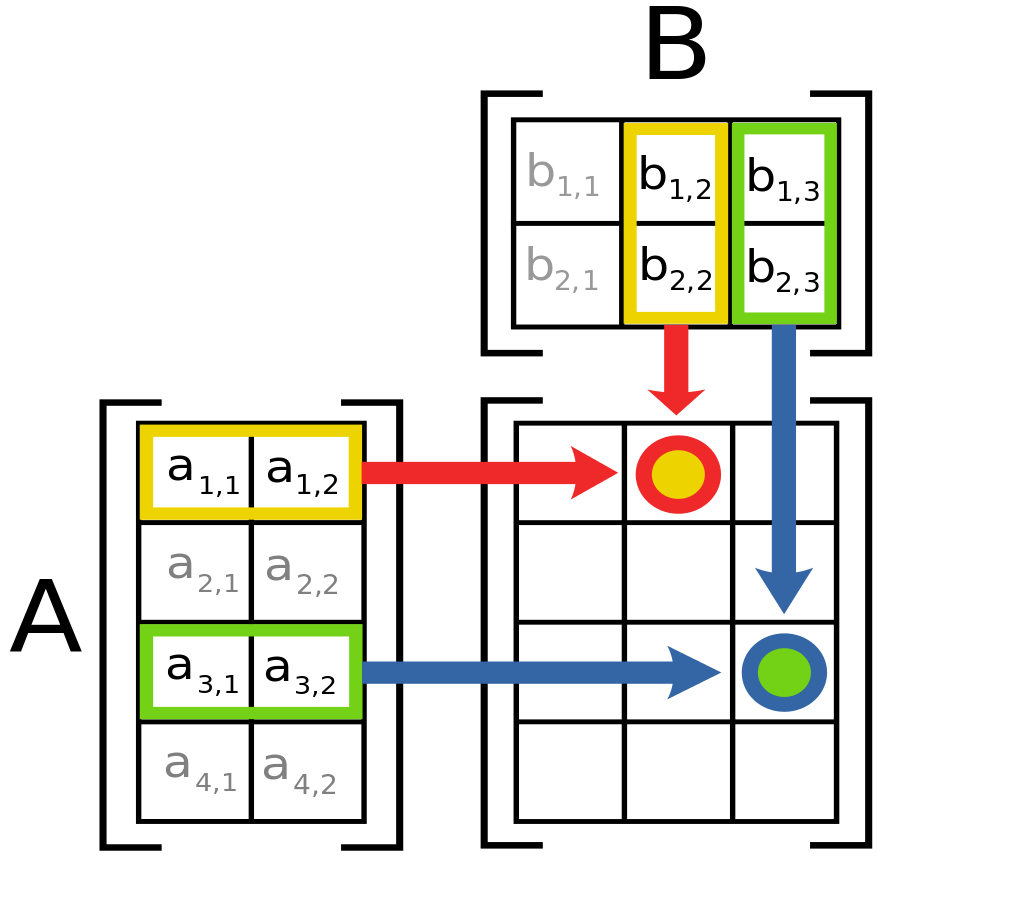 B
b1,1 b1,2 b1,3
b2,1 b2,2 b2,3
A
a1,1 a1,2
a2,1 a2,2
a3,1 a3,2
a4,1 a4,2